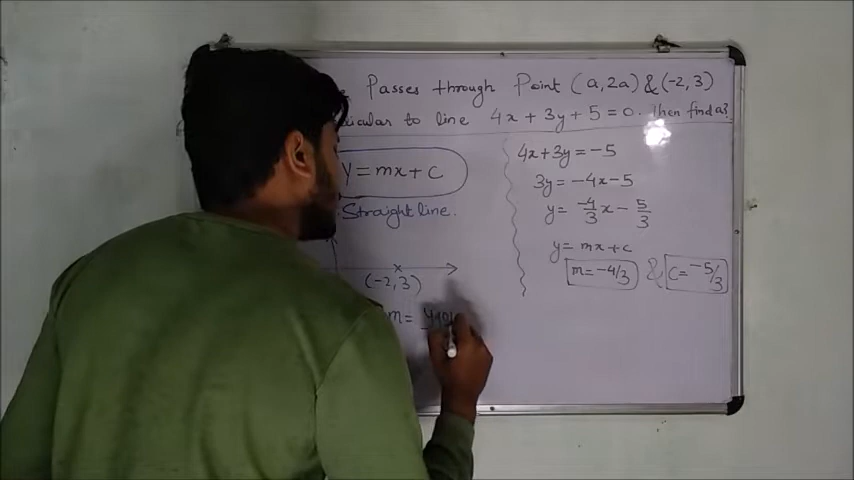 Passes through Point (a, 2a) & (-2, 3)
to line 4x + 3y + 5 = 0. Then find a?
y = mx + c
Straight line.
(-2, 3)
m =
4x + 3y = -5
3y = -4x - 5
y = -4/3 x - 5/3
y = mx + c
m = -4/3 & c = -5/3